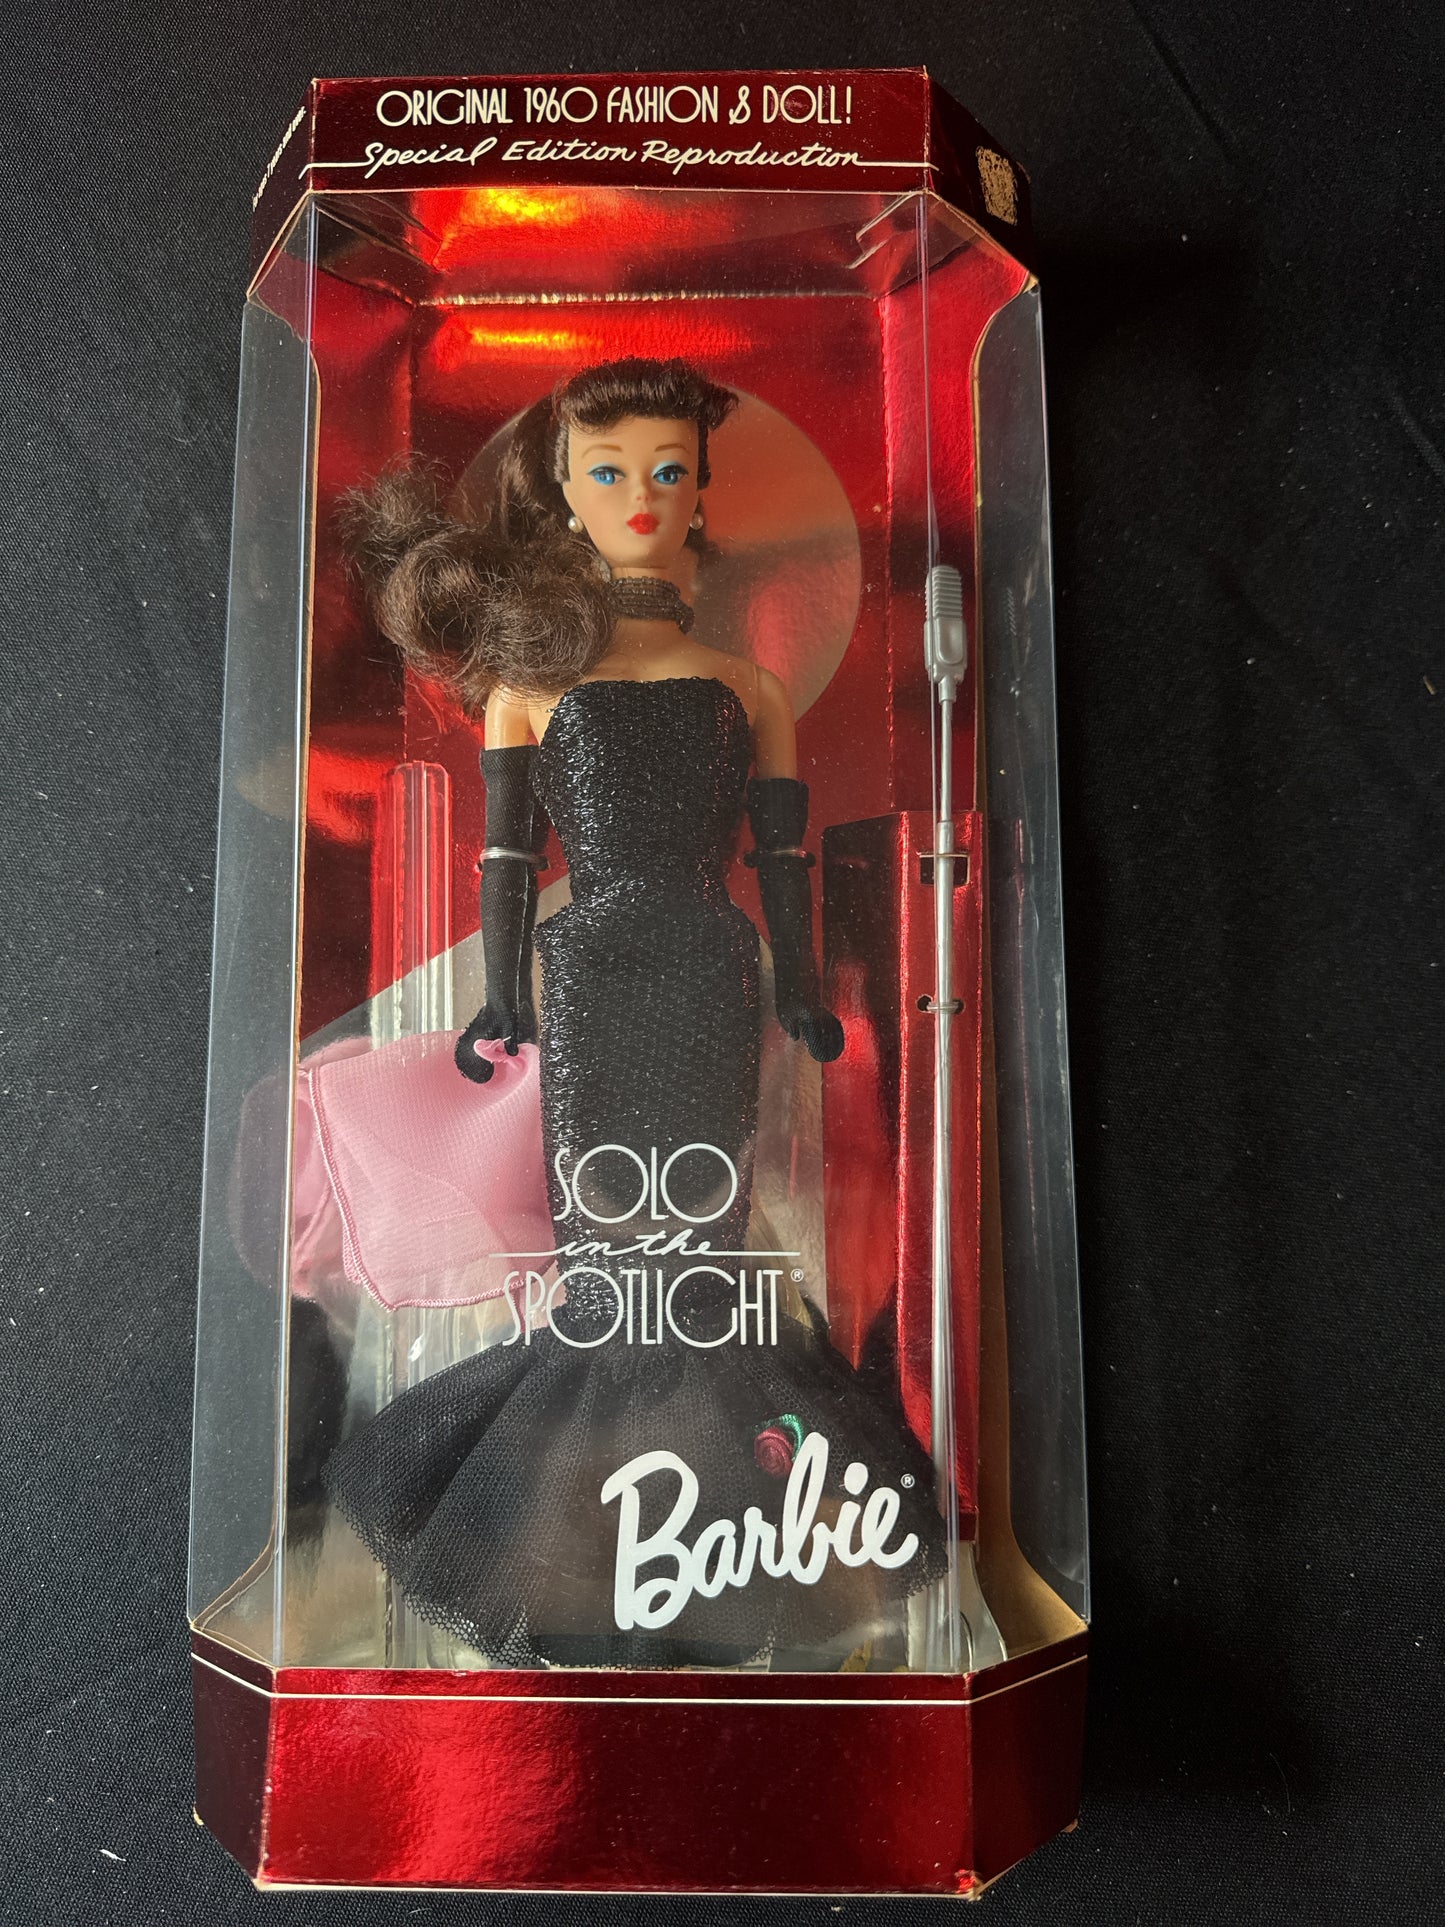 ORIGINAL 1960 FASHION & DOLL!
Special Edition Reproduction
SOLO
in the
SPOTLIGHT®
Barbie®